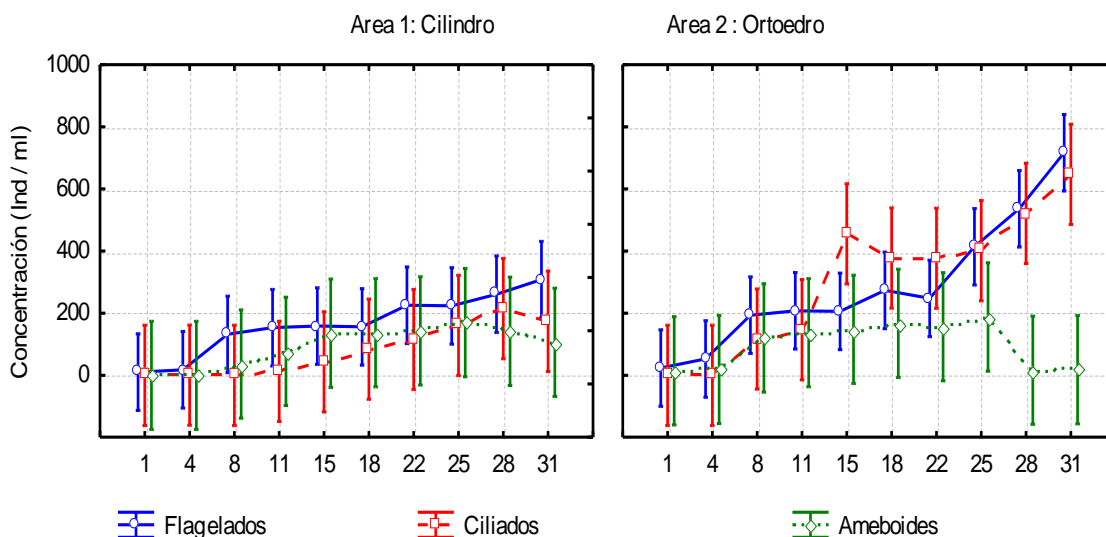 Area 1: Cilindro
Area 2 : Ortoedro
Concentración (Ind / ml)
1000
800
600
400
200
0
1 4 8 11 15 18 22 25 28 31
1 4 8 11 15 18 22 25 28 31
Flagelados
Ciliados
Ameboides